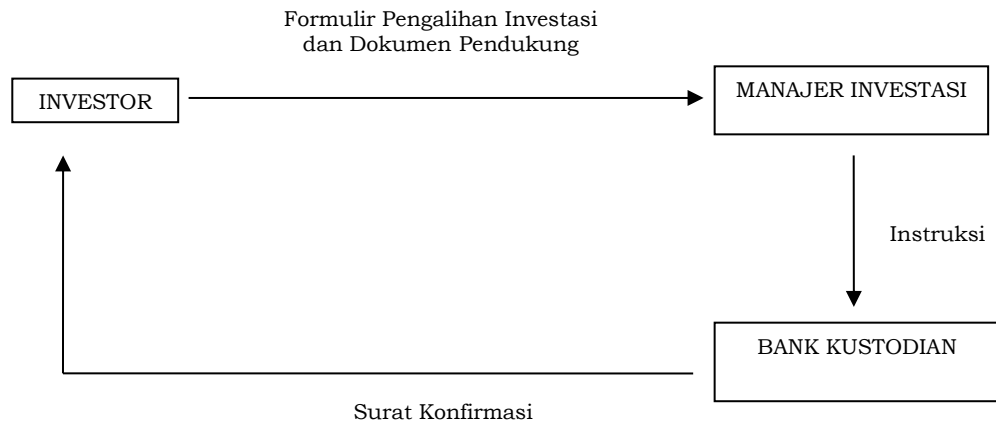 Formulir Pengalihan Investasi
dan Dokumen Pendukung
INVESTOR
MANAJER INVESTASI
Instruksi
BANK KUSTODIAN
Surat Konfirmasi